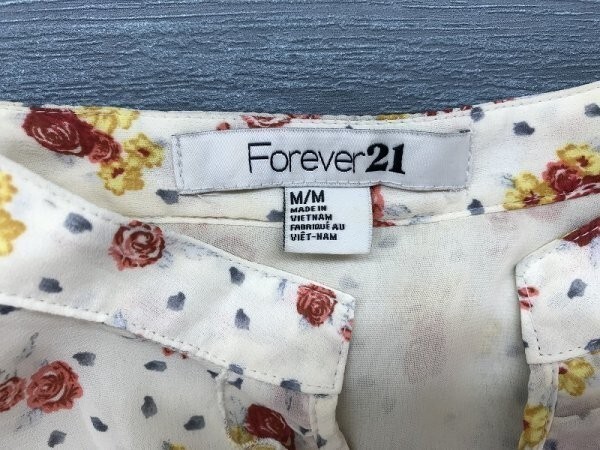 Forever21
M/M
MADE IN
VIETNAM
FABRIQUÉ AU
VIÊT-NAM